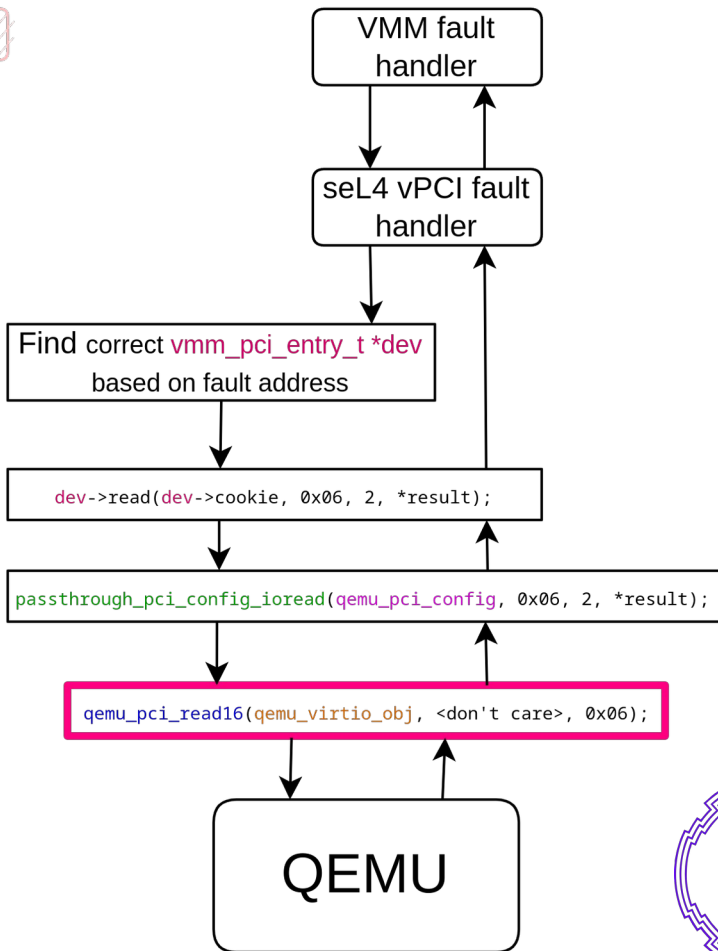 VMM fault
handler
seL4 vPCI fault
handler
Find correct vmm_pci_entry_t *dev
based on fault address
dev->read(dev->cookie, 0x06, 2, *result);
passthrough_pci_config_ioread(qemu_pci_config, 0x06, 2, *result);
qemu_pci_read16(qemu_virtio_obj, <don't care>, 0x06);
QEMU